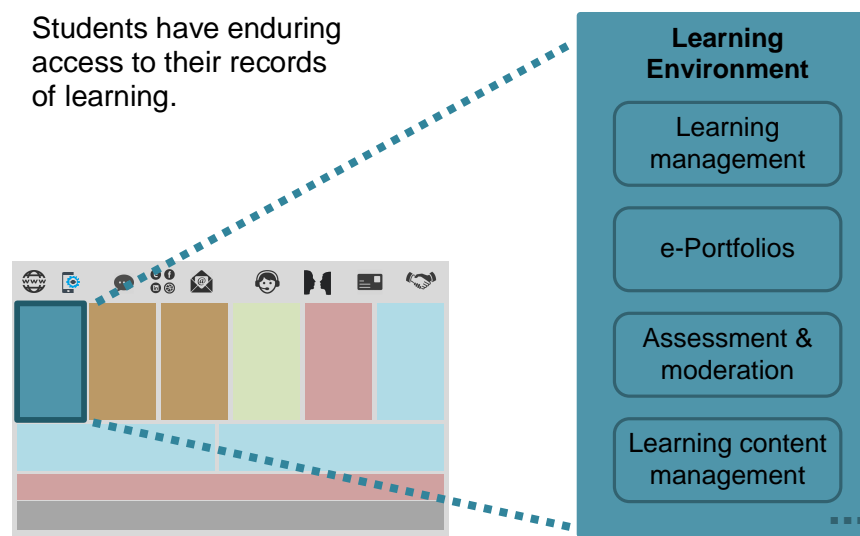 Students have enduring
access to their records
of learning.
Learning
Environment
Learning
management
e-Portfolios
Assessment &
moderation
Learning content
management
www
@